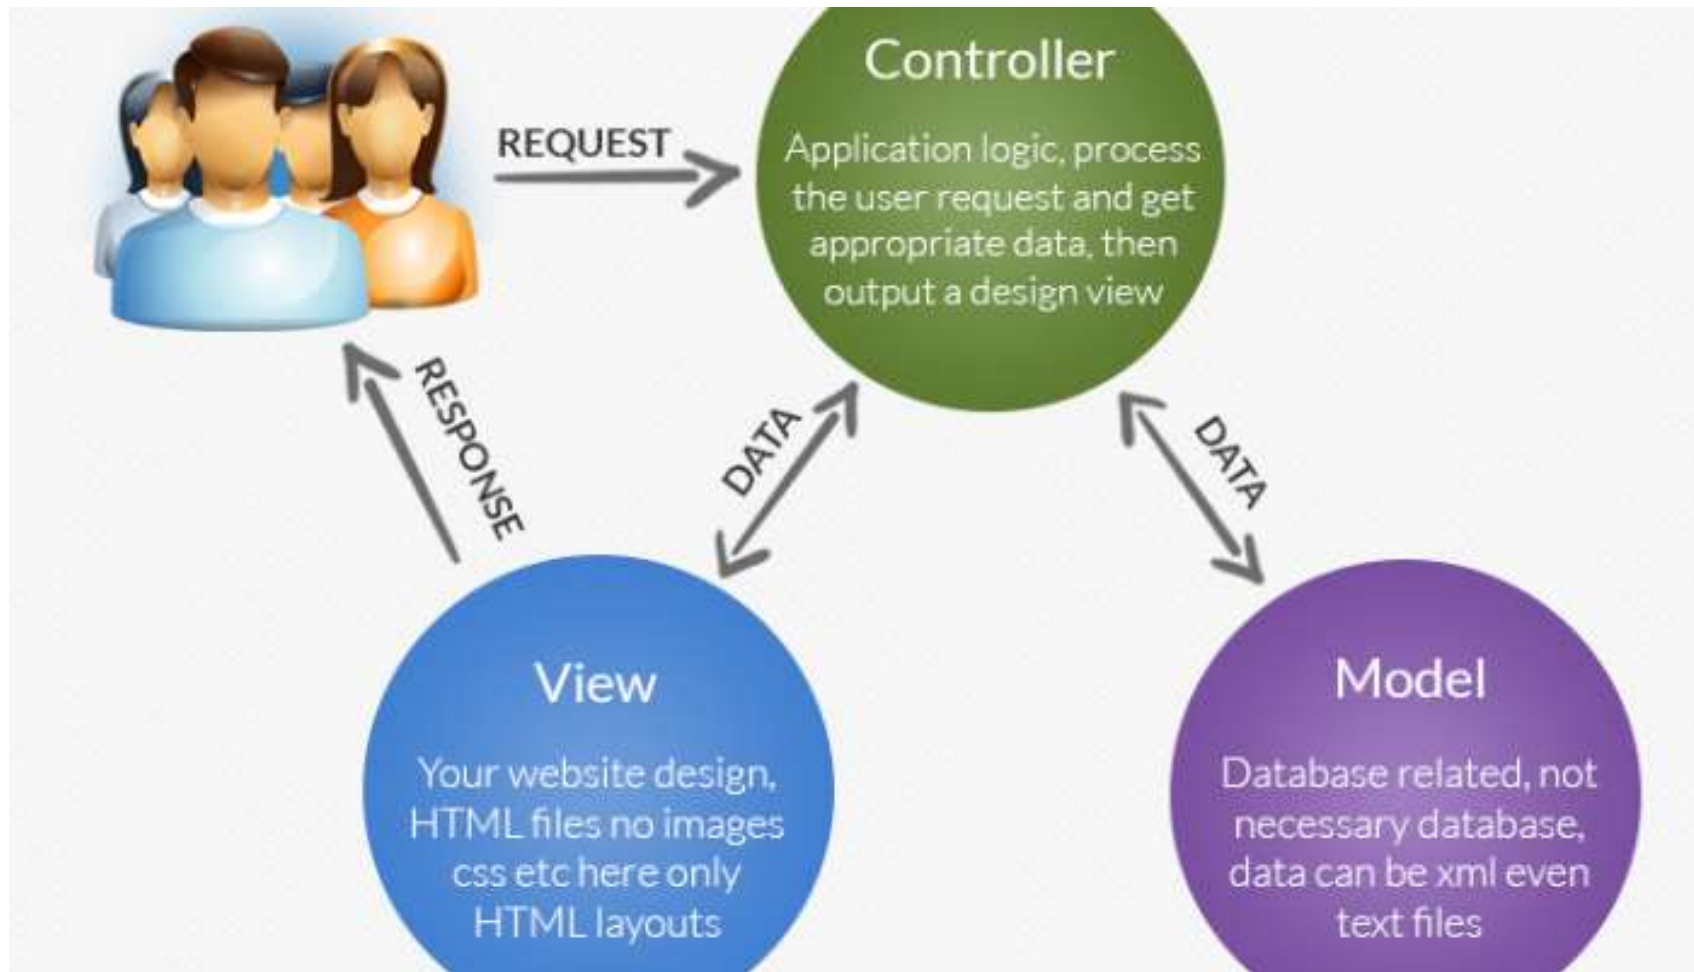 Controller
Application logic, process
the user request and get
appropriate data, then
output a design view
REQUEST
RESPONSE
DATA
DATA
View
Your website design,
HTML files no images
css etc here only
HTML layouts
Model
Database related, not
necessary database,
data can be xml even
text files